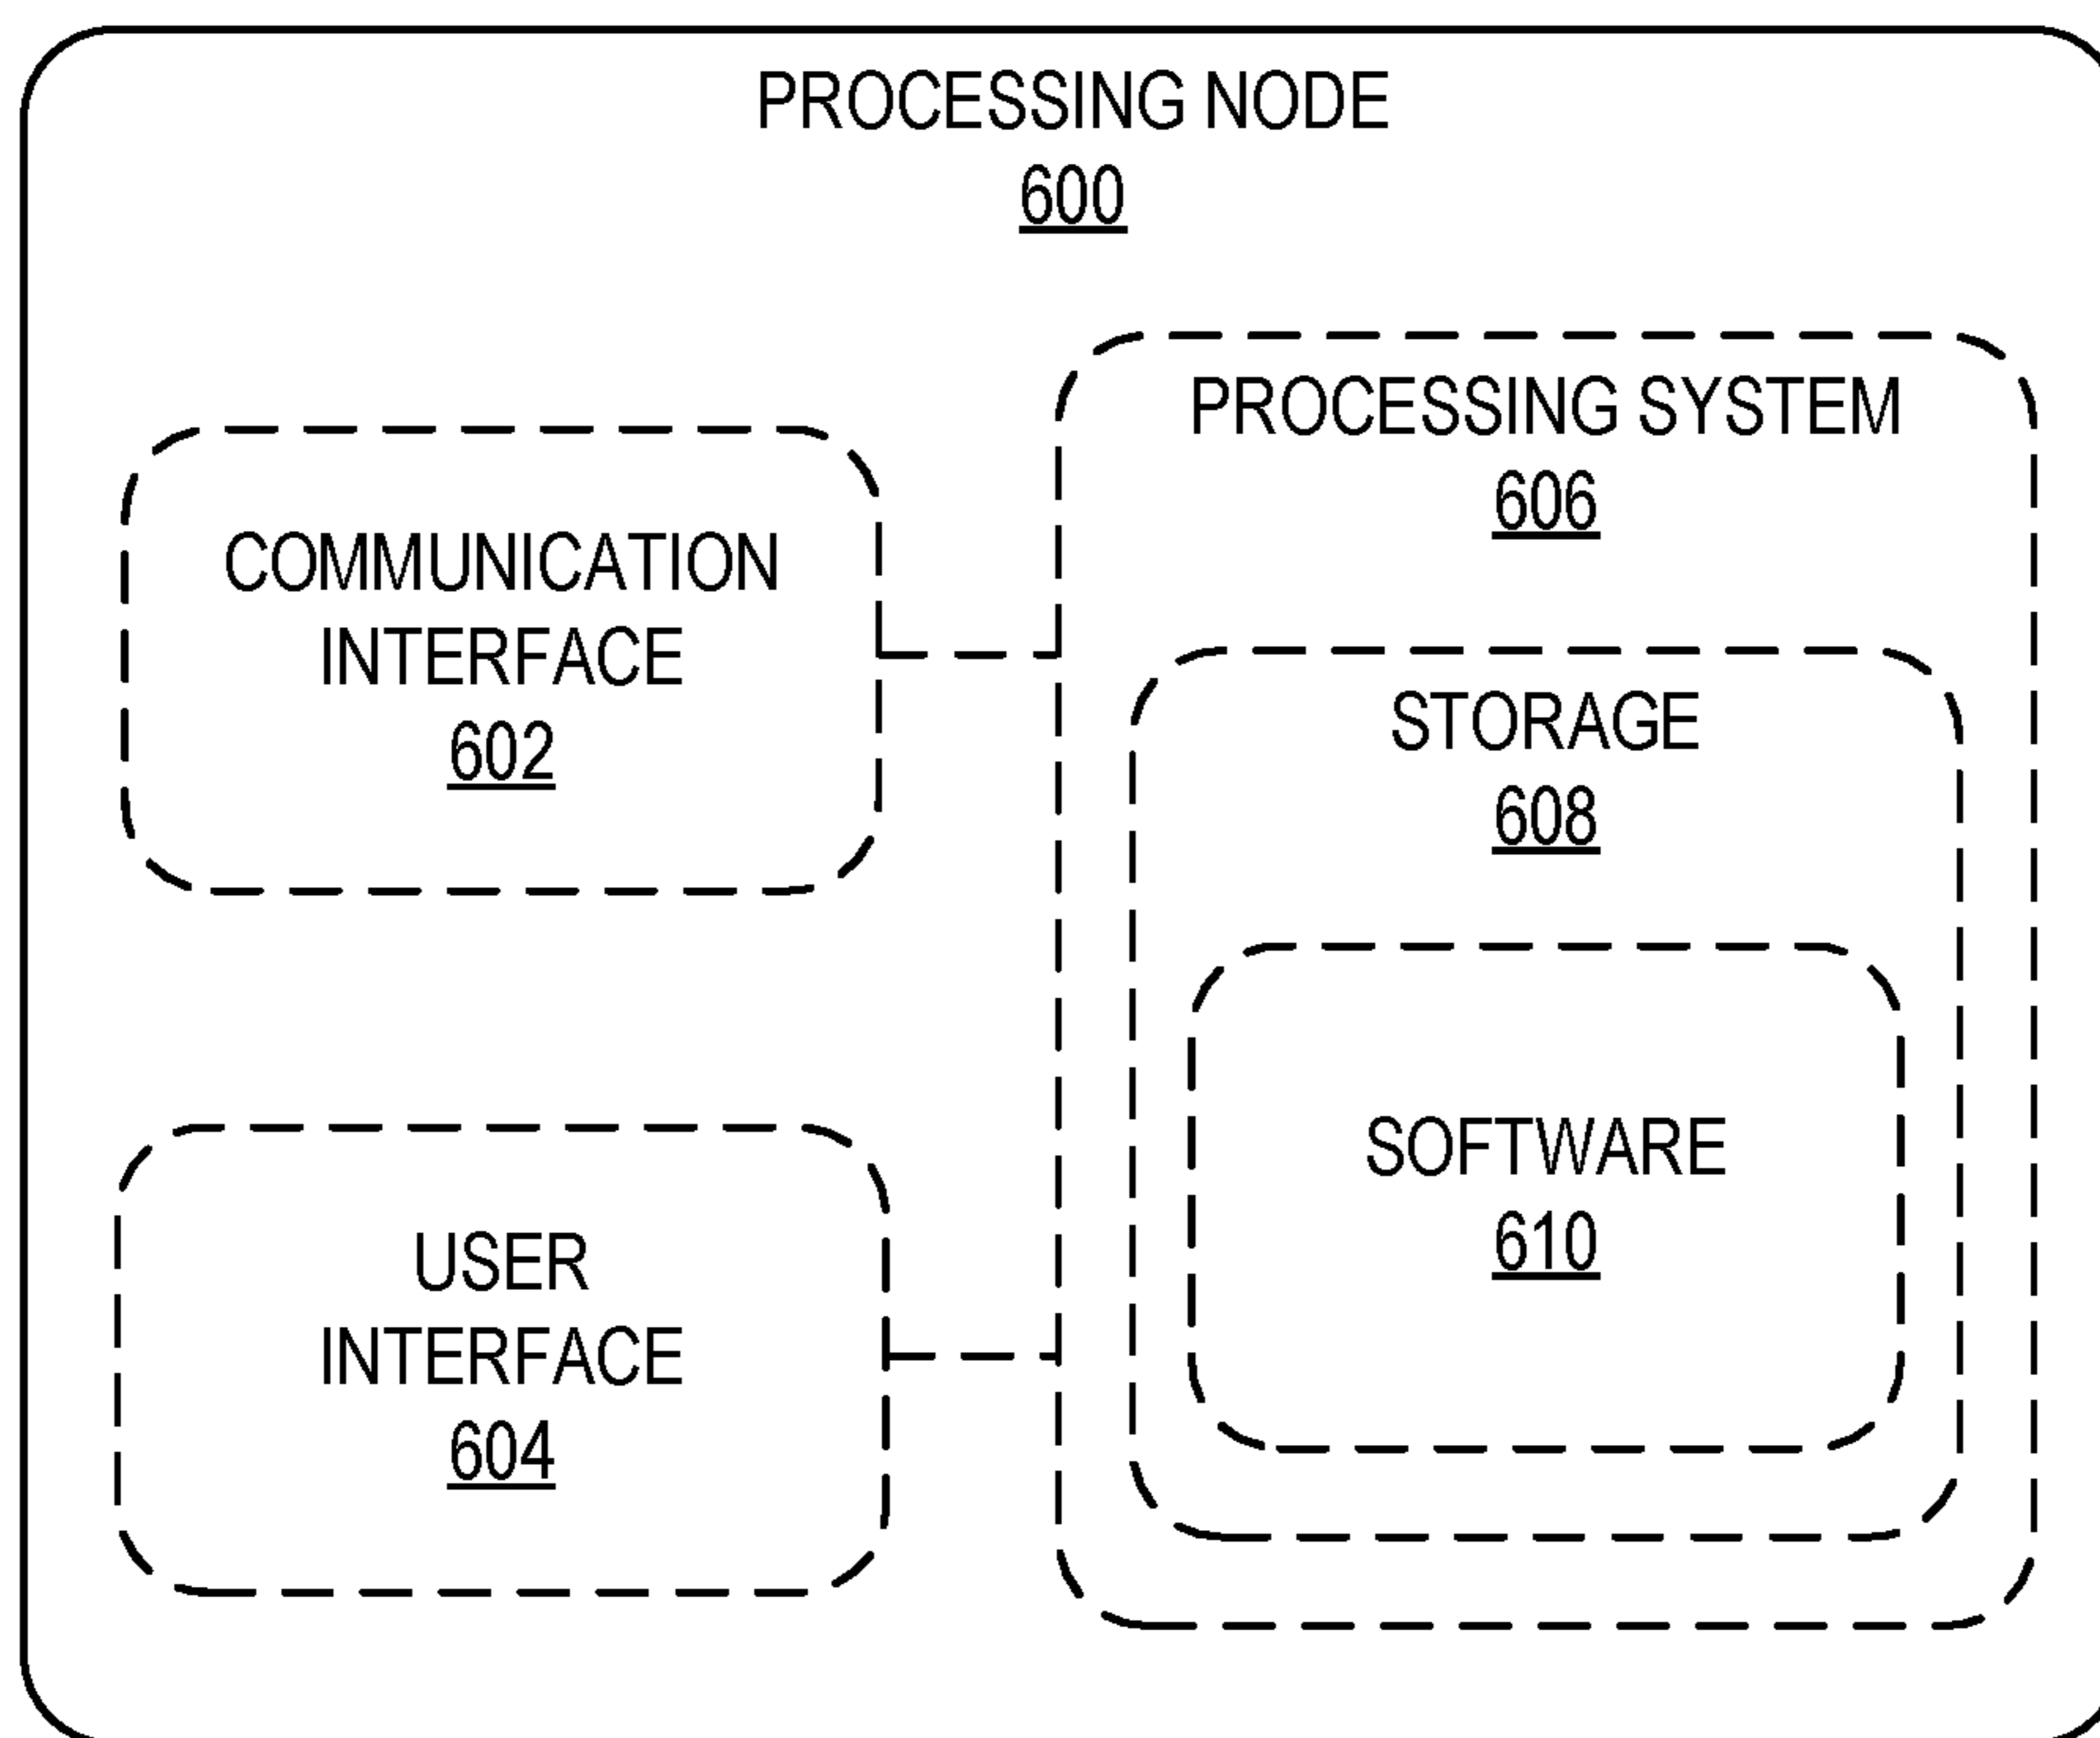 PROCESSING NODE
600
COMMUNICATION
INTERFACE
602
USER
INTERFACE
604
PROCESSING SYSTEM
606
STORAGE
608
SOFTWARE
610